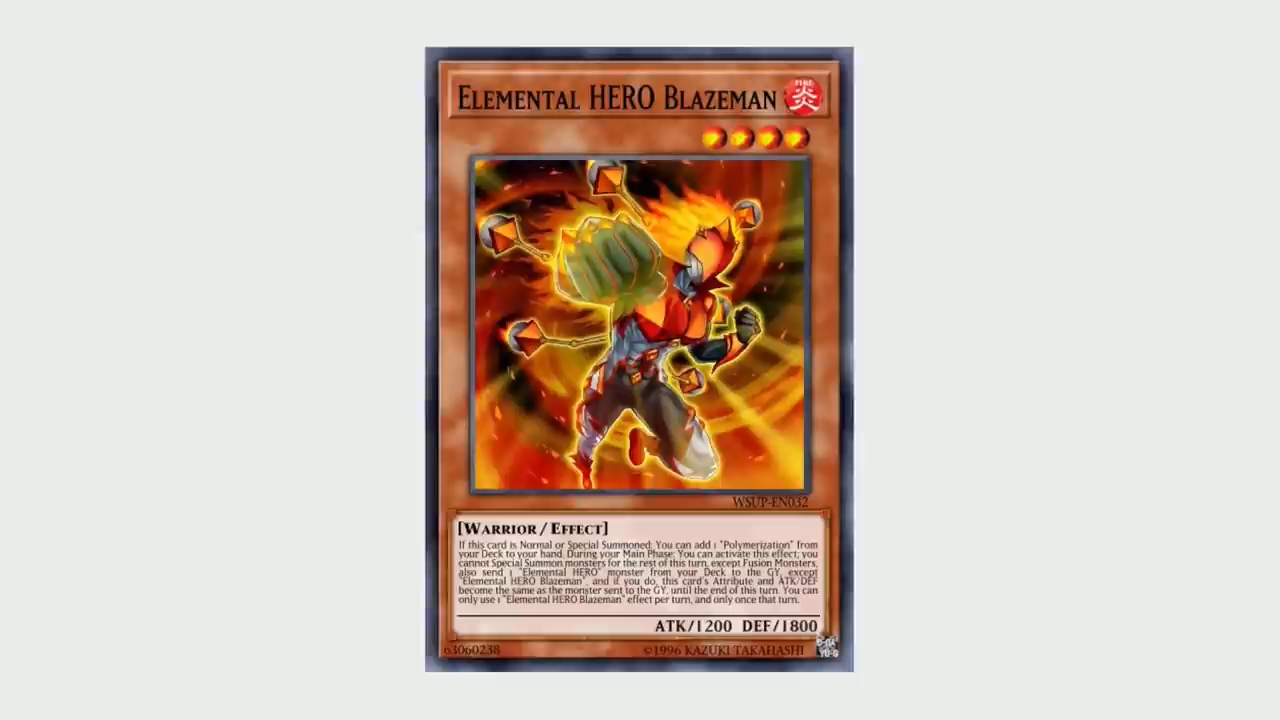 ELEMENTAL HERO BLAZEMAN
FIRE
炎
WSUP-EN032
[WARRIOR / EFFECT]
If this card is Normal or Special Summoned: You can add 1 "Polymerization" from
your Deck to your hand. During your Main Phase: You can activate this effect; you
cannot Special Summon monsters for the rest of this turn, except Fusion Monsters,
also send 1 "Elemental HERO" monster from your Deck to the GY, except
"Elemental HERO Blazeman", and if you do, this card's Attribute and ATK/DEF
become the same as the monster sent to the GY, until the end of this turn. You can
only use 1 "Elemental HERO Blazeman" effect per turn, and only once that turn.
ATK/1200 DEF/1800
63060238
©1996 KAZUKI TAKAHASHI